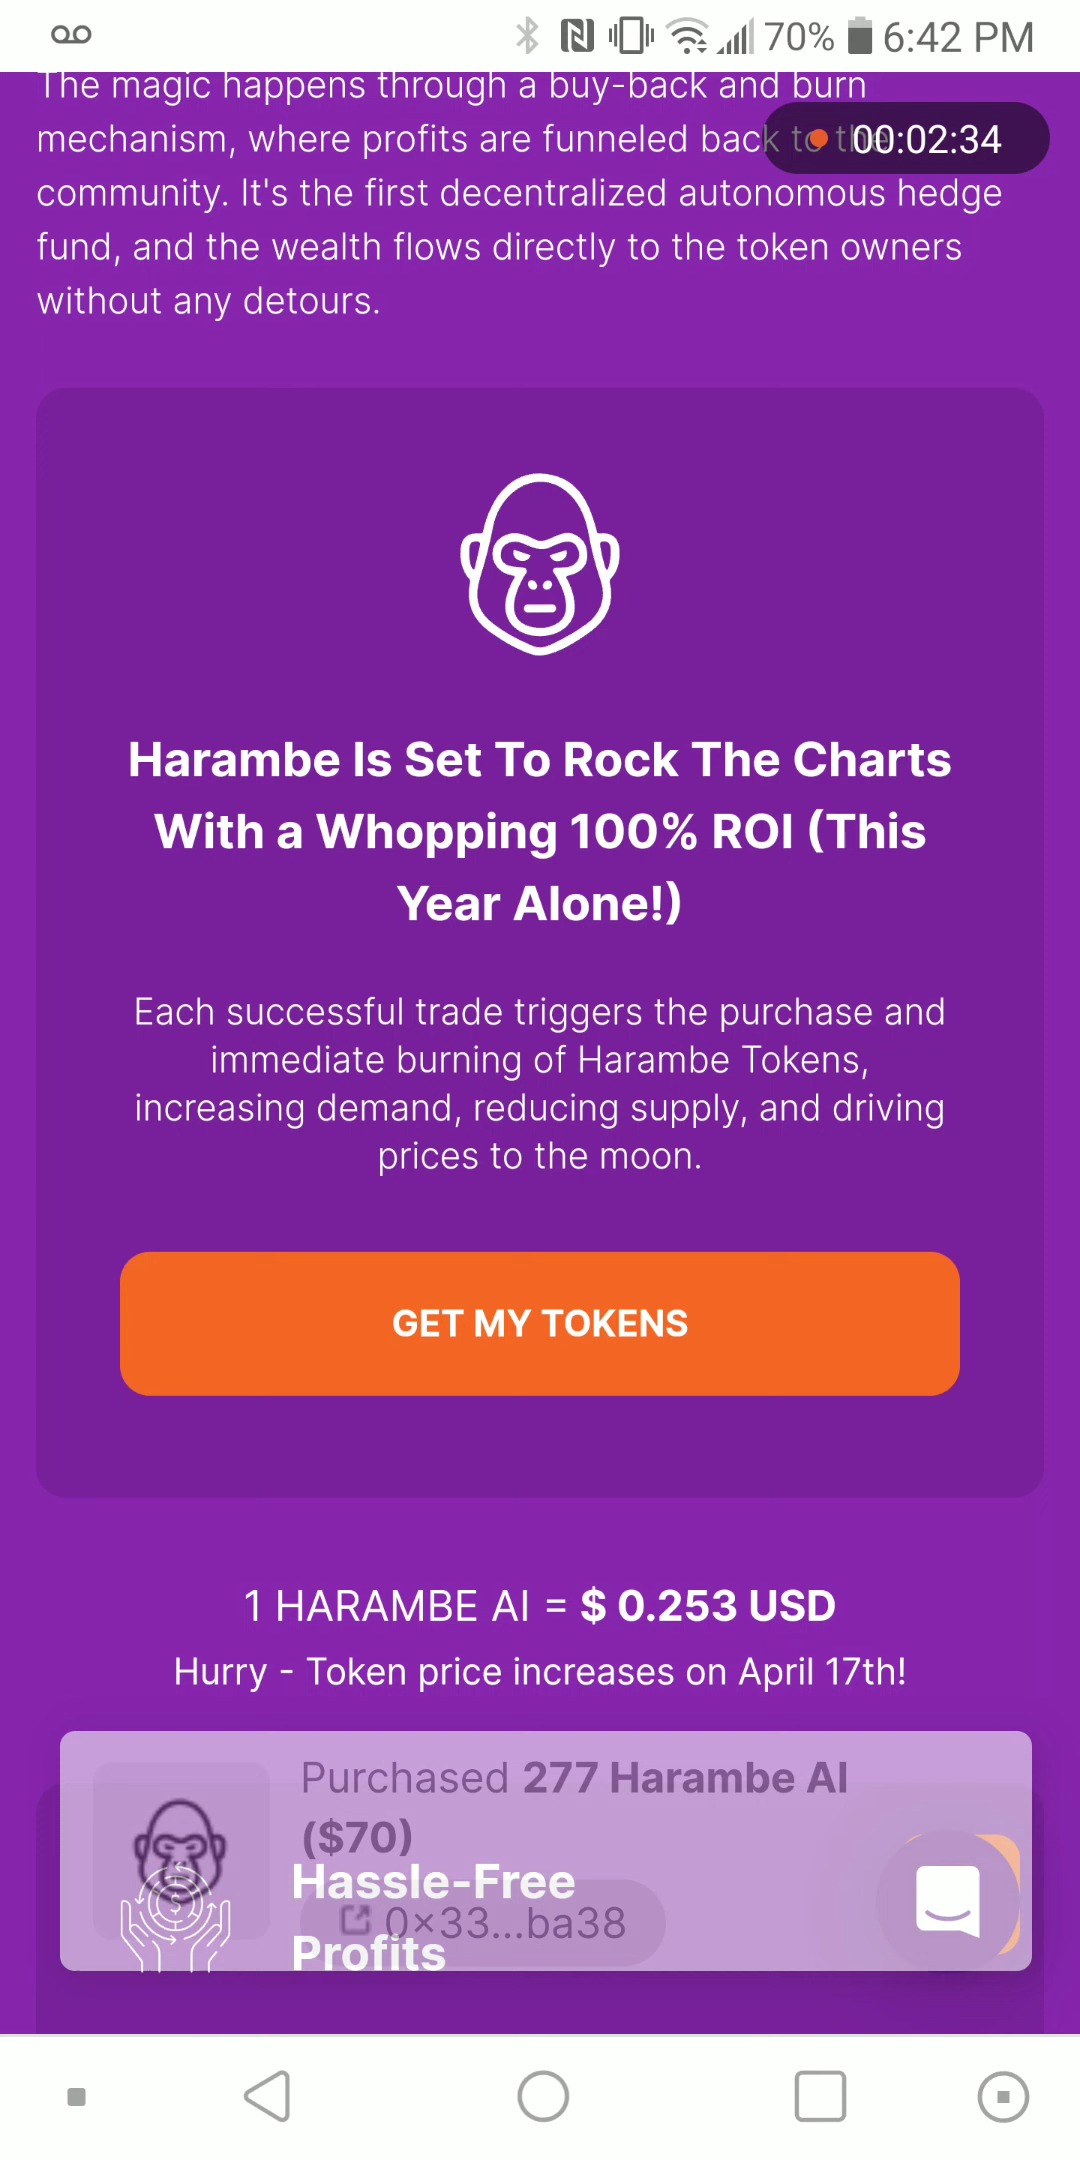 70% 6:42 PM
The magic happens through a buy-back and burn
00:02:34
mechanism, where profits are funneled back to the
community. It's the first decentralized autonomous hedge
fund, and the wealth flows directly to the token owners
without any detours.
Harambe Is Set To Rock The Charts
With a Whopping 100% ROI (This
Year Alone!)
Each successful trade triggers the purchase and
immediate burning of Harambe Tokens,
increasing demand, reducing supply, and driving
prices to the moon.
GET MY TOKENS
1 HARAMBE AI = $ 0.253 USD
Hurry - Token price increases on April 17th!
Purchased 277 Harambe AI
($70)
Hassle-Free
0×33...ba38
Profits